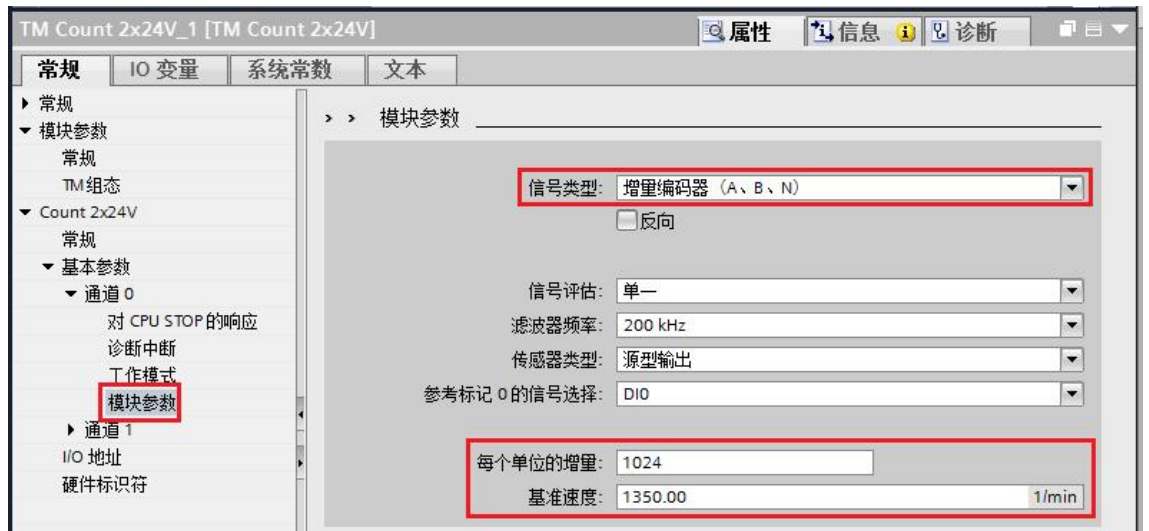 TM Count 2x24V_1 [TM Count 2x24V]
属性 信息 诊断
常规 IO 变量 系统常数 文本
常规
模块参数
常规
TM组态
Count 2x24V
常规
基本参数
通道 0
对 CPU STOP 的响应
诊断中断
工作模式
模块参数
通道 1
I/O 地址
硬件标识符
> > 模块参数
信号类型: 增量编码器（A、B、N）
反向
信号评估: 单一
滤波器频率: 200 kHz
传感器类型: 源型输出
参考标记 0 的信号选择: DI0
每个单位的增量: 1024
基准速度: 1350.00 1/min